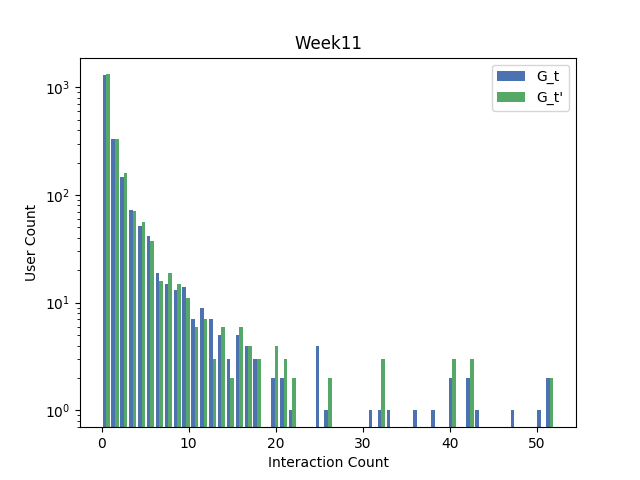 Week11
G_t
G_t'
User Count
10³
10²
10¹
10⁰
0 10 20 30 40 50
Interaction Count